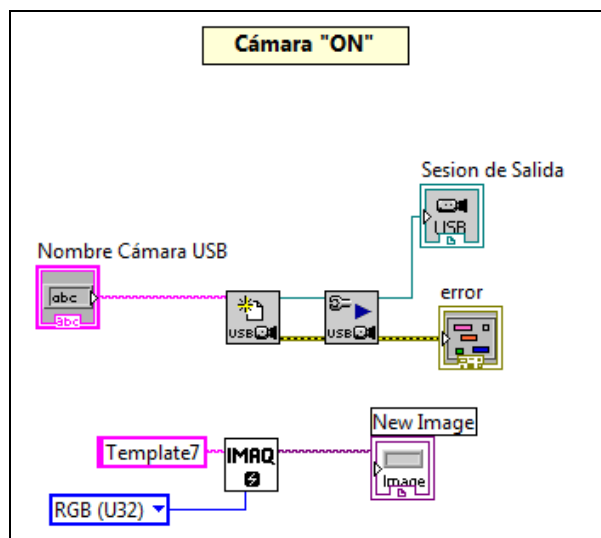 Cámara "ON"
Sesion de Salida
USB
Nombre Cámara USB
abc
abc
USB
USB
error
New Image
Template7
IMAQ
Image
RGB (U32)